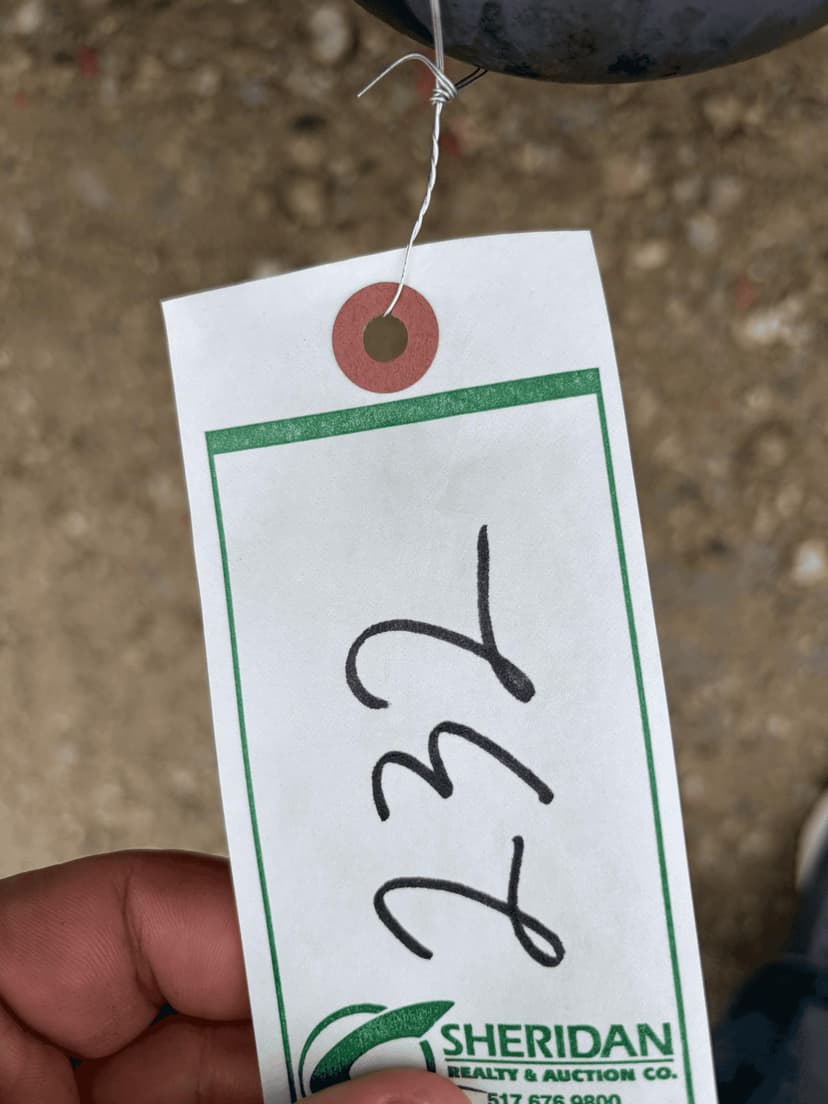 232
SHERIDAN
REALTY & AUCTION CO.
517.676.9800